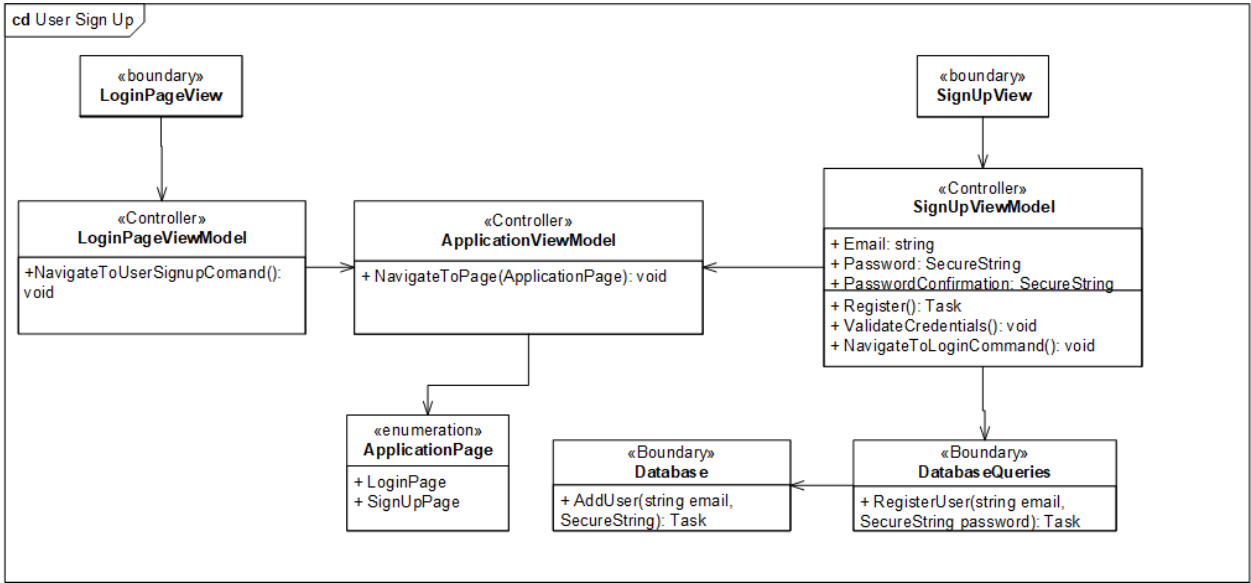 cd User Sign Up
«boundary»
LoginPageView
«boundary»
SignUpView
«Controller»
LoginPageViewModel
+NavigateToUserSignupComand():
void
«Controller»
ApplicationViewModel
+ NavigateToPage(ApplicationPage): void
«Controller»
SignUpViewModel
+ Email: string
+ Password: SecureString
+ PasswordConfirmation: SecureString
+ Register(): Task
+ ValidateCredentials(): void
+ NavigateToLoginCommand(): void
«enumeration»
ApplicationPage
+ LoginPage
+ SignUpPage
«Boundary»
Database
+ AddUser(string email,
SecureString): Task
«Boundary»
DatabaseQueries
+ RegisterUser(string email,
SecureString password): Task